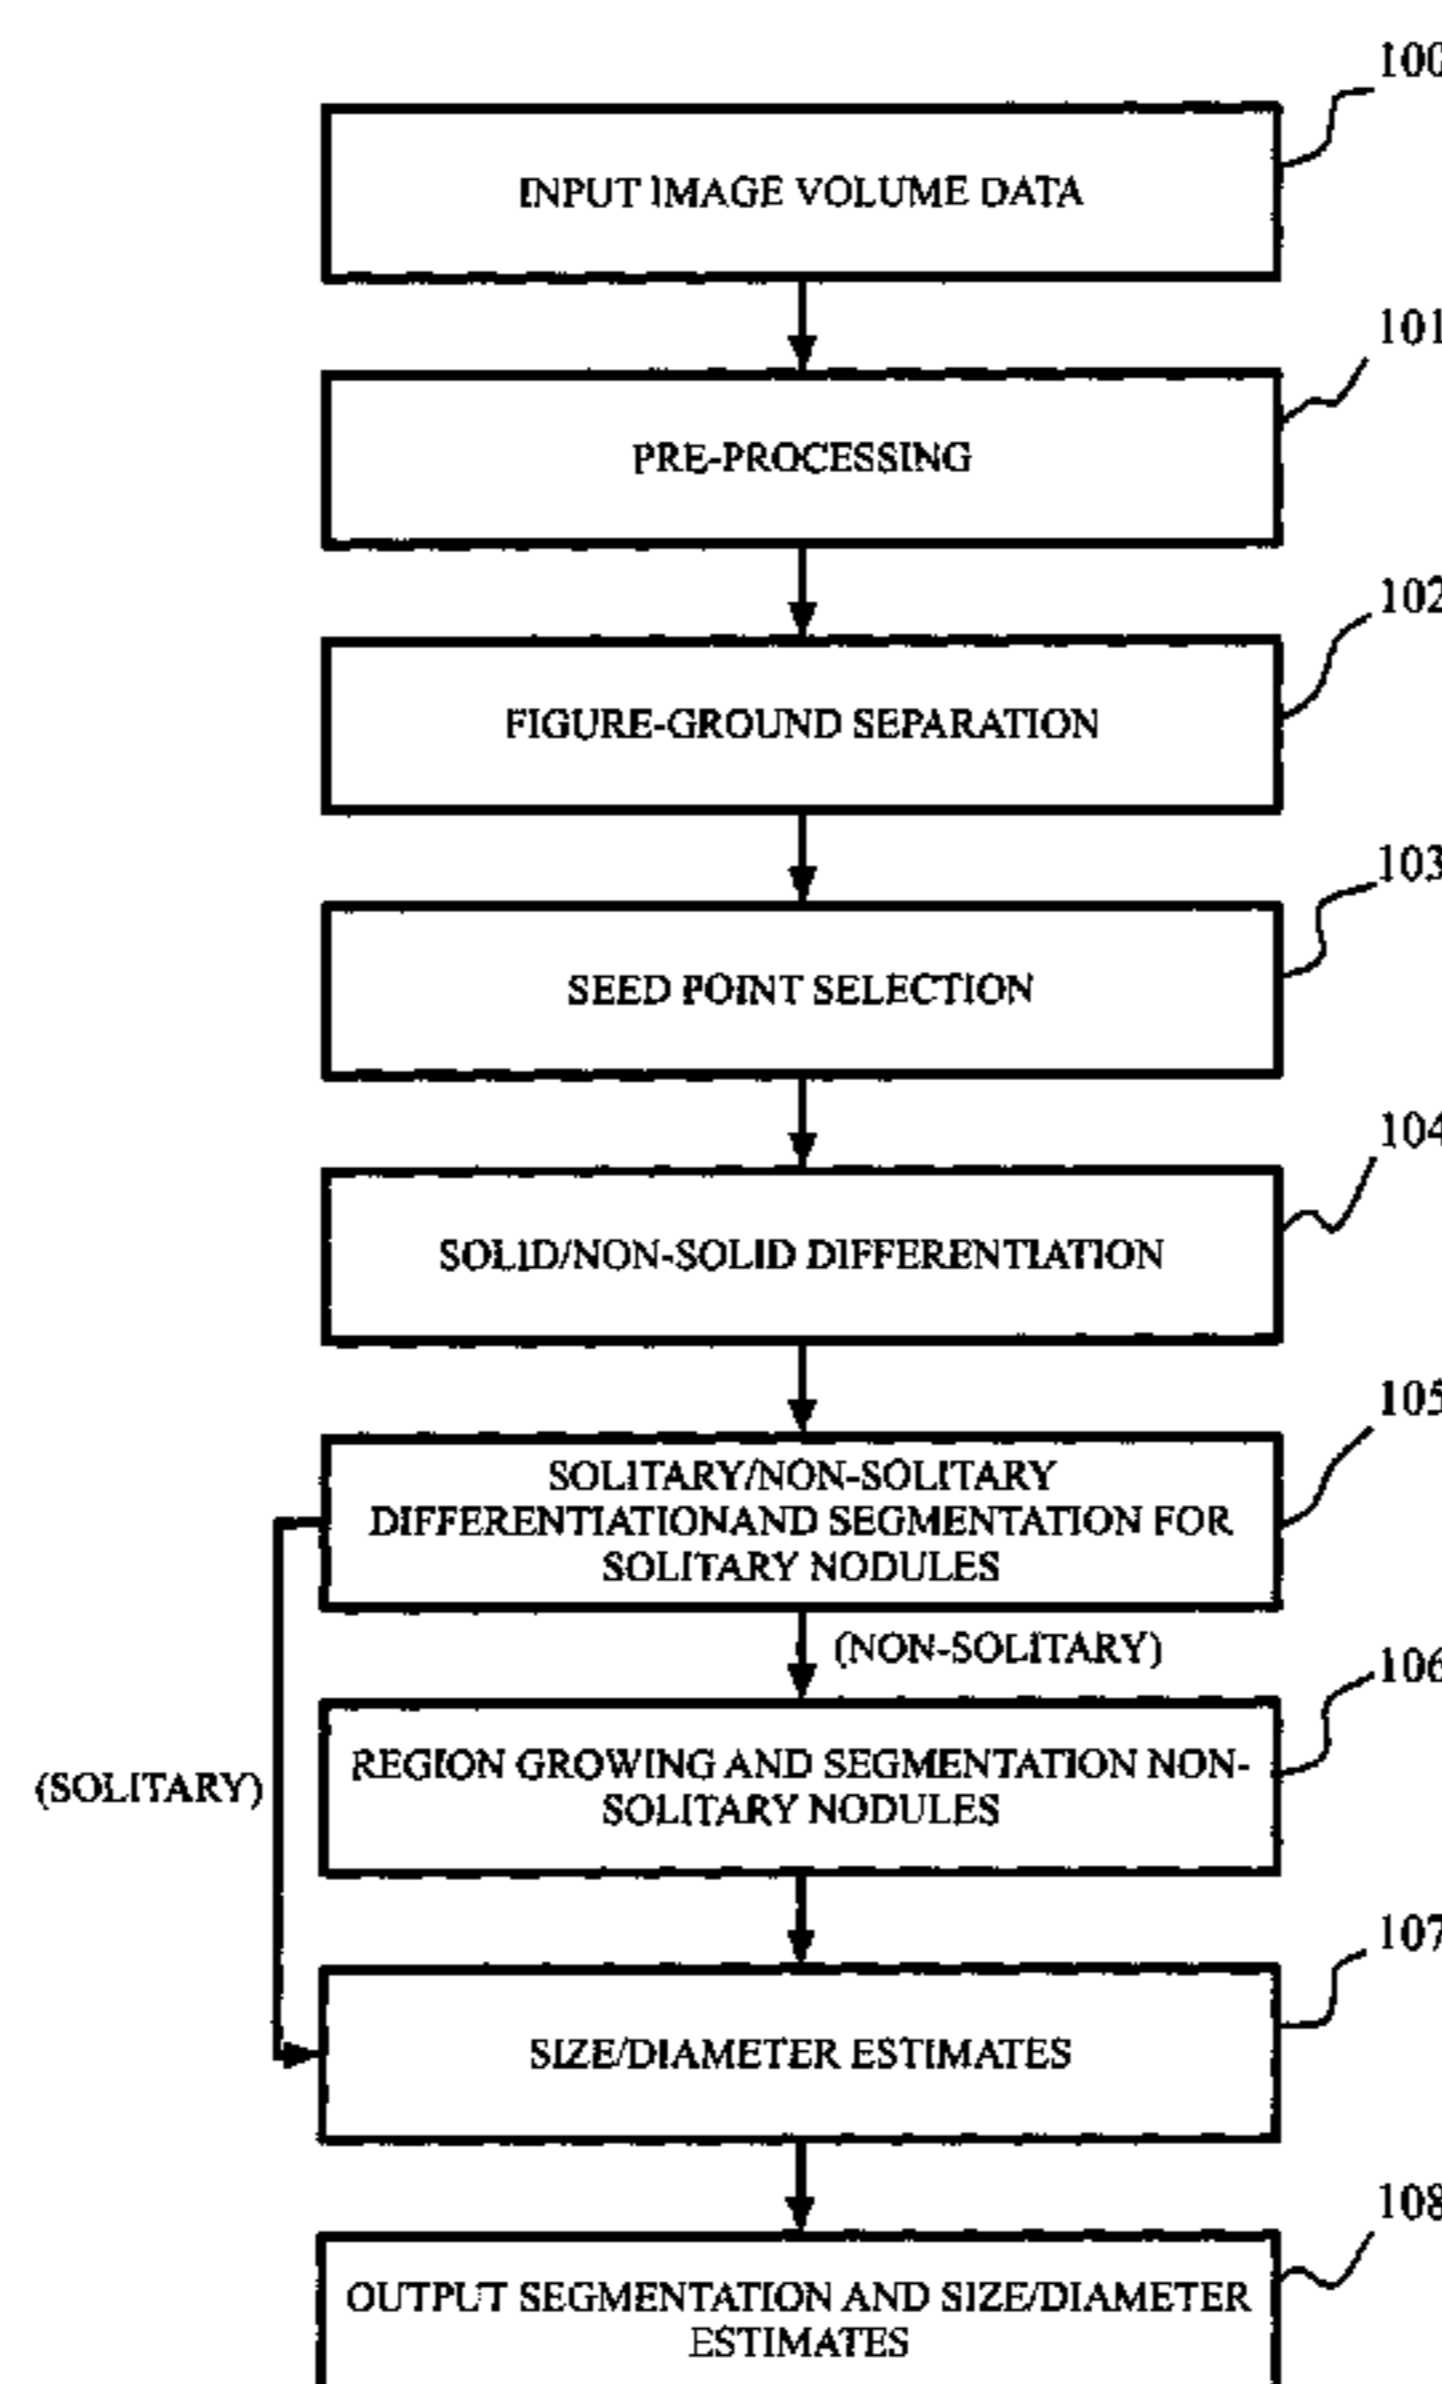 100
INPUT IMAGE VOLUME DATA
101
PRE-PROCESSING
102
FIGURE-GROUND SEPARATION
103
SEED POINT SELECTION
104
SOLID/NON-SOLID DIFFERENTIATION
105
SOLITARY/NON-SOLITARY
DIFFERENTIATIONAND SEGMENTATION FOR
SOLITARY NODULES
(NON-SOLITARY)
106
REGION GROWING AND SEGMENTATION NON-
SOLITARY NODULES
(SOLITARY)
107
SIZE/DIAMETER ESTIMATES
108
OUTPUT SEGMENTATION AND SIZE/DIAMETER
ESTIMATES